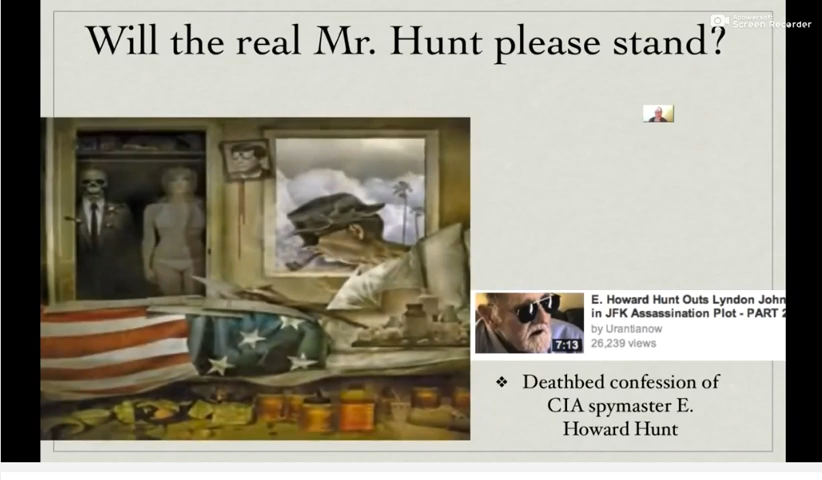 Apowersoft
Screen Recorder
Will the real Mr. Hunt please stand?
E. Howard Hunt Outs Lyndon John
in JFK Assassination Plot - PART 2
by Urantianow
26,239 views
7:13
❖ Deathbed confession of
CIA spymaster E.
Howard Hunt